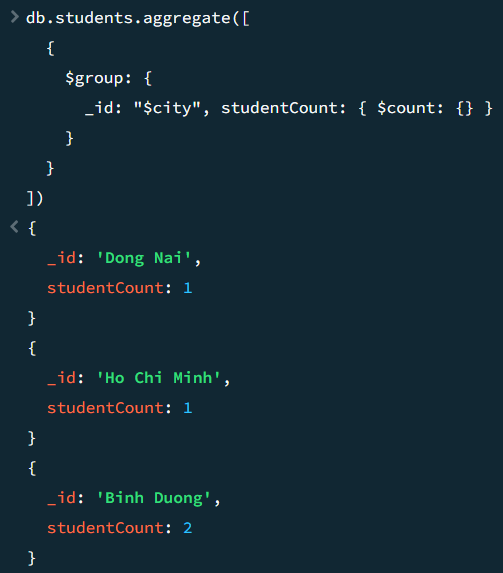 > db.students.aggregate([
{
$group: {
_id: "$city", studentCount: { $count: {} }
}
}
])
< {
_id: 'Dong Nai',
studentCount: 1
}
{
_id: 'Ho Chi Minh',
studentCount: 1
}
{
_id: 'Binh Duong',
studentCount: 2
}